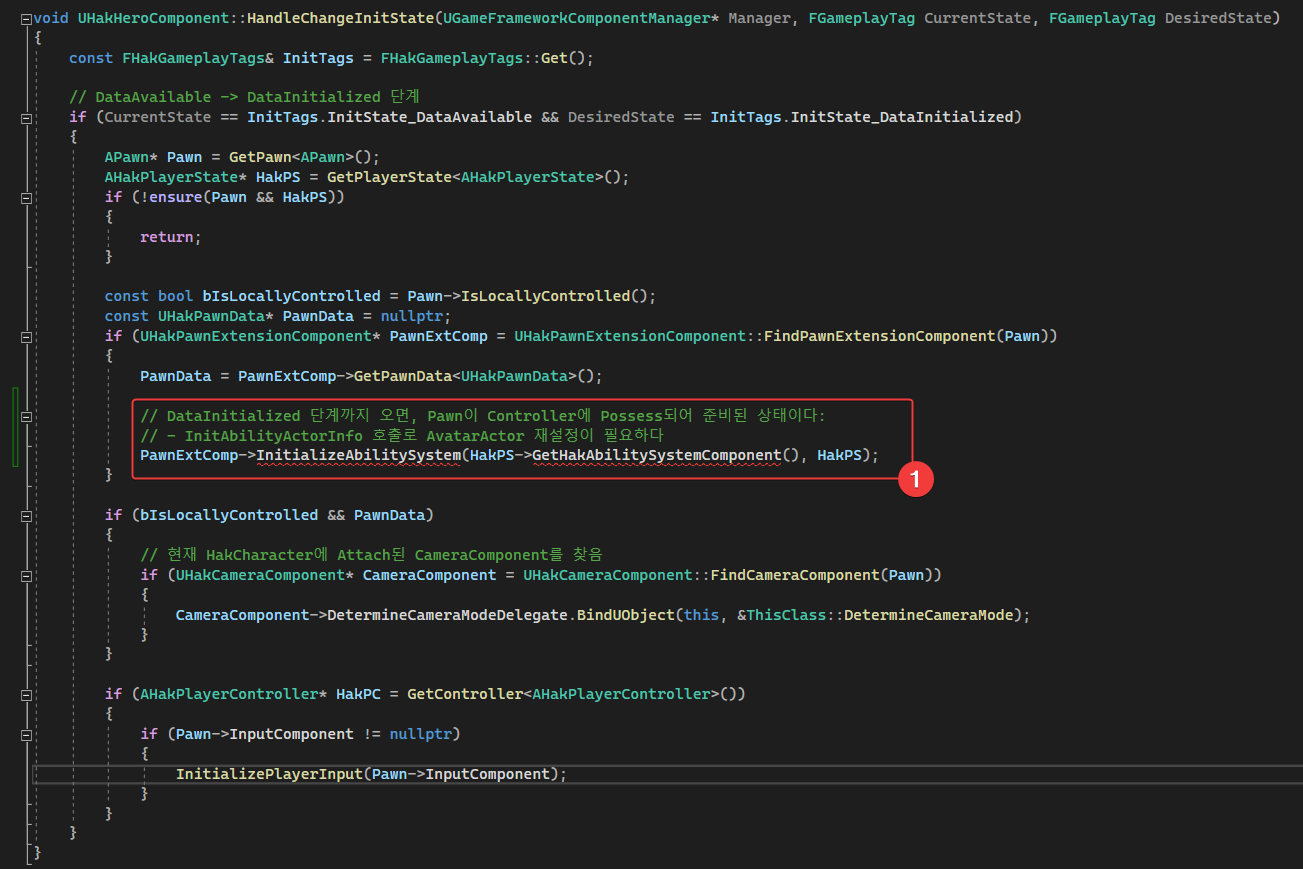 void UHakHeroComponent::HandleChangeInitState(UGameFrameworkComponentManager* Manager, FGameplayTag CurrentState, FGameplayTag DesiredState)
{
    const FHakGameplayTags& InitTags = FHakGameplayTags::Get();

    // DataAvailable -> DataInitialized 단계
    if (CurrentState == InitTags.InitState_DataAvailable && DesiredState == InitTags.InitState_DataInitialized)
    {
        APawn* Pawn = GetPawn<APawn>();
        AHakPlayerState* HakPS = GetPlayerState<AHakPlayerState>();
        if (!ensure(Pawn && HakPS))
        {
            return;
        }

        const bool bIsLocallyControlled = Pawn->IsLocallyControlled();
        const UHakPawnData* PawnData = nullptr;
        if (UHakPawnExtensionComponent* PawnExtComp = UHakPawnExtensionComponent::FindPawnExtensionComponent(Pawn))
        {
            PawnData = PawnExtComp->GetPawnData<UHakPawnData>();

            // DataInitialized 단계까지 오면, Pawn이 Controller에 Possess되어 준비된 상태이다:
            // - InitAbilityActorInfo 호출로 AvatarActor 재설정이 필요하다
            PawnExtComp->InitializeAbilitySystem(HakPS->GetHakAbilitySystemComponent(), HakPS);
        }
1

        if (bIsLocallyControlled && PawnData)
        {
            // 현재 HakCharacter에 Attach된 CameraComponent를 찾음
            if (UHakCameraComponent* CameraComponent = UHakCameraComponent::FindCameraComponent(Pawn))
            {
                CameraComponent->DetermineCameraModeDelegate.BindUObject(this, &ThisClass::DetermineCameraMode);
            }
        }

        if (AHakPlayerController* HakPC = GetController<AHakPlayerController>())
        {
            if (Pawn->InputComponent != nullptr)
            {
                InitializePlayerInput(Pawn->InputComponent);
            }
        }
    }
}